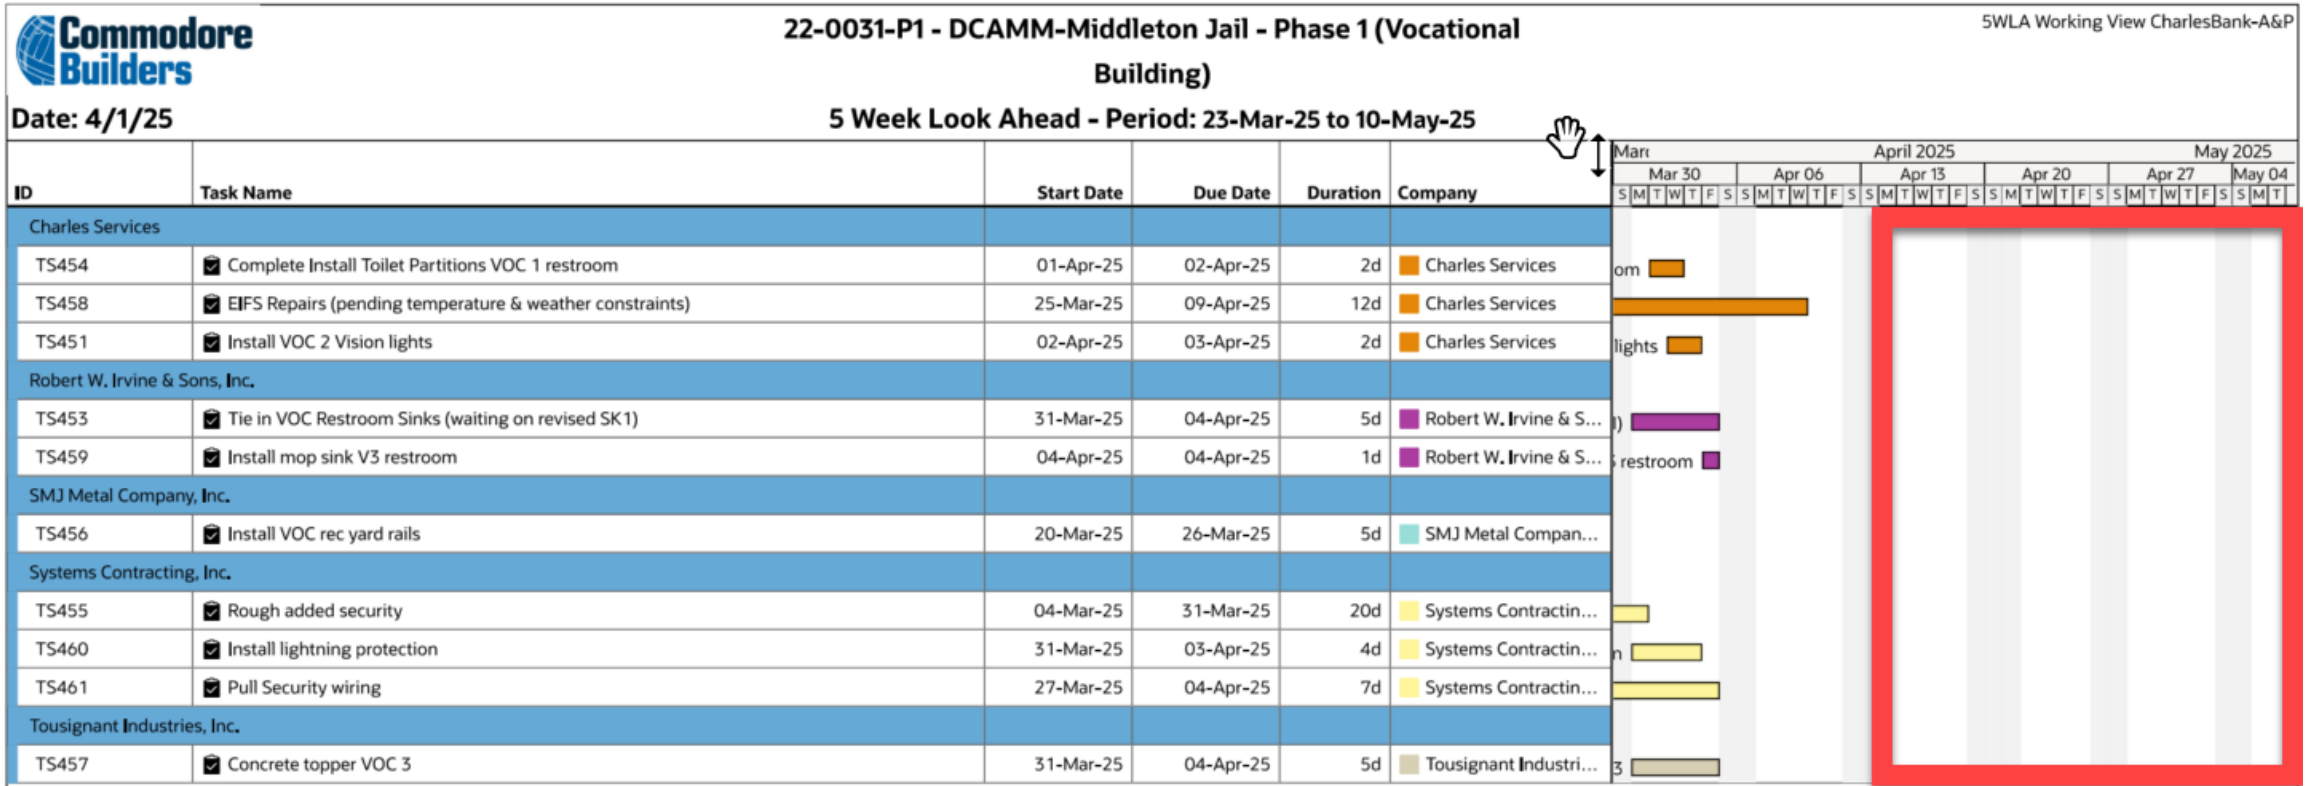 Commodore
Builders
22-0031-P1 - DCAMM-Middleton Jail - Phase 1 (Vocational
Building)
5WLA Working View CharlesBank-A&P
Date: 4/1/25
5 Week Look Ahead - Period: 23-Mar-25 to 10-May-25
Marc April 2025 May 2025
Mar 30 Apr 06 Apr 13 Apr 20 Apr 27 May 04
ID Task Name Start Date Due Date Duration Company
S M T W T F S S M T W T F S S M T W T F S S M T W T F S S M T W T F S S M T
Charles Services
TS454 Complete Install Toilet Partitions VOC 1 restroom 01-Apr-25 02-Apr-25 2d Charles Services om
TS458 EIFS Repairs (pending temperature & weather constraints) 25-Mar-25 09-Apr-25 12d Charles Services
TS451 Install VOC 2 Vision lights 02-Apr-25 03-Apr-25 2d Charles Services lights
Robert W. Irvine & Sons, Inc.
TS453 Tie in VOC Restroom Sinks (waiting on revised SK1) 31-Mar-25 04-Apr-25 5d Robert W. Irvine & S... )
TS459 Install mop sink V3 restroom 04-Apr-25 04-Apr-25 1d Robert W. Irvine & S... restroom
SMJ Metal Company, Inc.
TS456 Install VOC rec yard rails 20-Mar-25 26-Mar-25 5d SMJ Metal Compan...
Systems Contracting, Inc.
TS455 Rough added security 04-Mar-25 31-Mar-25 20d Systems Contractin...
TS460 Install lightning protection 31-Mar-25 03-Apr-25 4d Systems Contractin... n
TS461 Pull Security wiring 27-Mar-25 04-Apr-25 7d Systems Contractin...
Tousignant Industries, Inc.
TS457 Concrete topper VOC 3 31-Mar-25 04-Apr-25 5d Tousignant Industri... 3